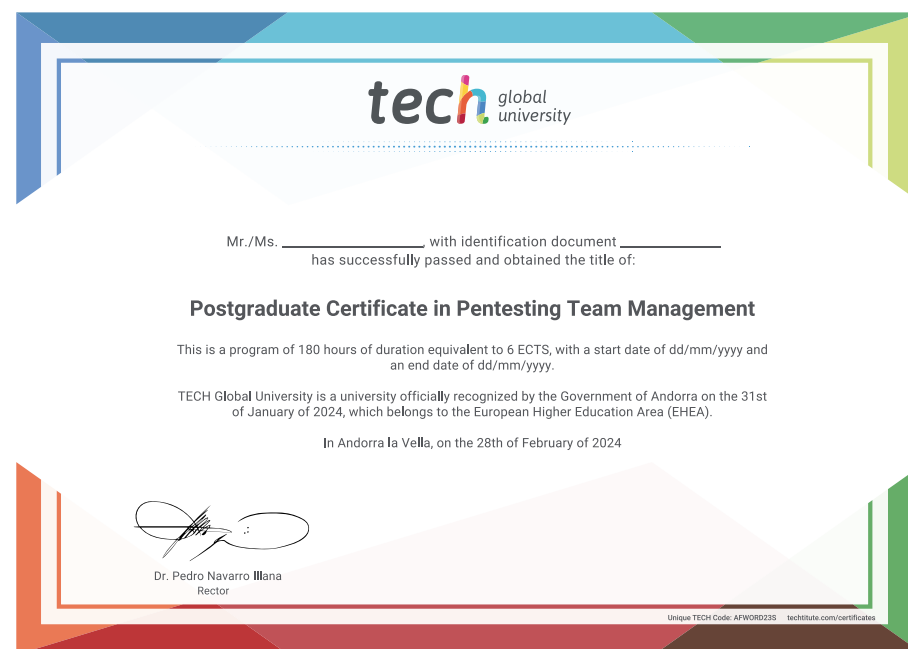 tech global university
Mr./Ms. ____________, with identification document ____________
has successfully passed and obtained the title of:
Postgraduate Certificate in Pentesting Team Management
This is a program of 180 hours of duration equivalent to 6 ECTS, with a start date of dd/mm/yyyy and
an end date of dd/mm/yyyy.
TECH Global University is a university officially recognized by the Government of Andorra on the 31st
of January of 2024, which belongs to the European Higher Education Area (EHEA).
In Andorra la Vella, on the 28th of February of 2024
Dr. Pedro Navarro Illana
Rector
Unique TECH Code: AFWORD23S techtitute.com/certificates